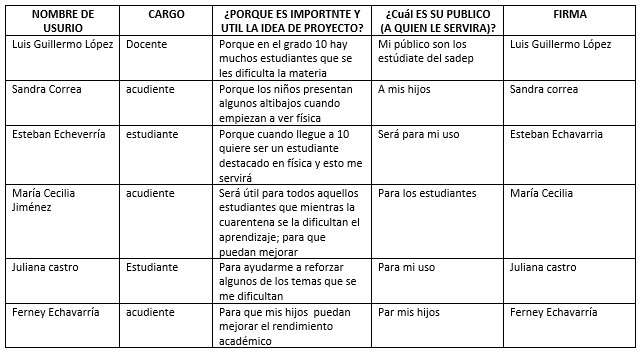 NOMBRE DE USURIO CARGO ¿PORQUE ES IMPORTNTE Y UTIL LA IDEA DE PROYECTO? ¿Cuál ES SU PUBLICO (A QUIEN LE SERVIRA)? FIRMA
Luis Guillermo López Docente Porque en el grado 10 hay muchos estudiantes que se les dificulta la materia Mi público son los estúdiate del sadep Luis Guillermo López
Sandra Correa acudiente Porque los niños presentan algunos altibajos cuando empiezan a ver física A mis hijos Sandra correa
Esteban Echeverría estudiante Porque cuando llegue a 10 quiere ser un estudiante destacado en física y esto me servirá Será para mi uso Esteban Echavarria
María Cecilia Jiménez acudiente Será útil para todos aquellos estudiantes que mientras la cuarentena se la dificultan el aprendizaje; para que puedan mejorar Para los estudiantes María Cecilia
Juliana castro Estudiante Para ayudarme a reforzar algunos de los temas que se me dificultan Para mi uso Juliana castro
Ferney Echavarría acudiente Para que mis hijos puedan mejorar el rendimiento académico Par mis hijos Ferney Echavarría